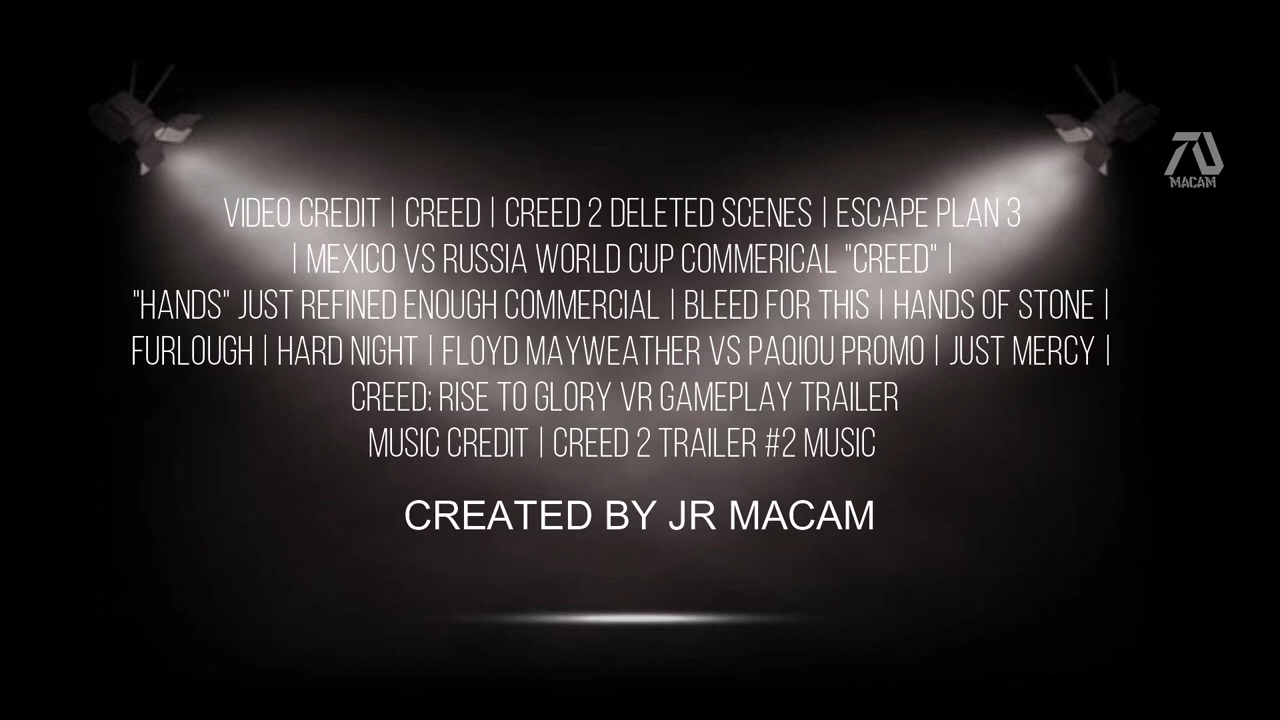 VIDEO CREDIT | CREED | CREED 2 DELETED SCENES | ESCAPE PLAN 3
| MEXICO VS RUSSIA WORLD CUP COMMERICAL "CREED" |
"HANDS" JUST REFINED ENOUGH COMMERCIAL | BLEED FOR THIS | HANDS OF STONE |
FURLOUGH | HARD NIGHT | FLOYD MAYWEATHER VS PAQIOU PROMO | JUST MERCY |
CREED: RISE TO GLORY VR GAMEPLAY TRAILER
MUSIC CREDIT | CREED 2 TRAILER #2 MUSIC
CREATED BY JR MACAM
MACAM